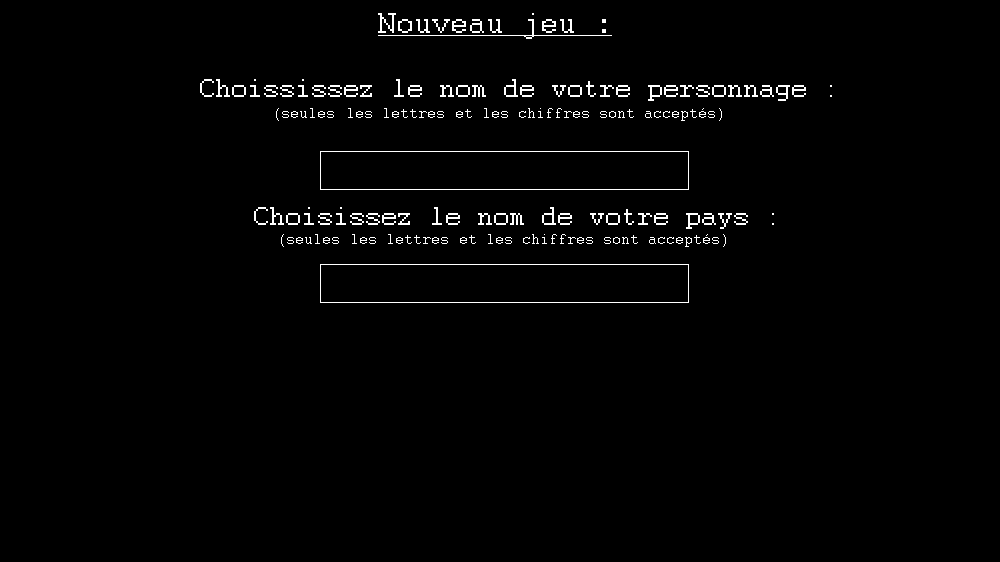 Nouveau jeu :
Choississez le nom de votre personnage :
(seules les lettres et les chiffres sont acceptés)
Choisissez le nom de votre pays :
(seules les lettres et les chiffres sont acceptés)